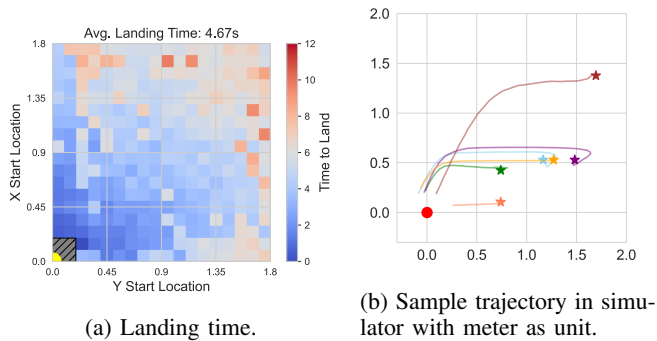 Avg. Landing Time: 4.67s
1.8
1.35
0.9
0.45
0.0
X Start Location
0.0 0.45 0.9 1.35 1.8
Y Start Location
12
10
8
6
4
2
0
Time to Land
(a) Landing time.
2.0
1.5
1.0
0.5
0.0
0.0 0.5 1.0 1.5 2.0
(b) Sample trajectory in simu-
lator with meter as unit.